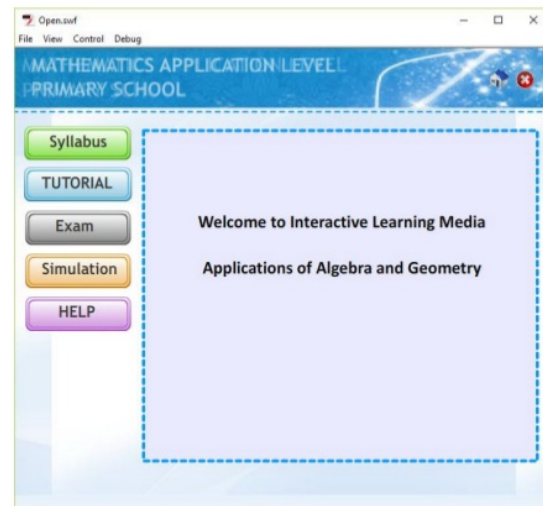 Open.swf
File View Control Debug
MATHEMATICS APPLICATION LEVEL
PRIMARY SCHOOL
Syllabus
TUTORIAL
Exam
Simulation
HELP
Welcome to Interactive Learning Media
Applications of Algebra and Geometry